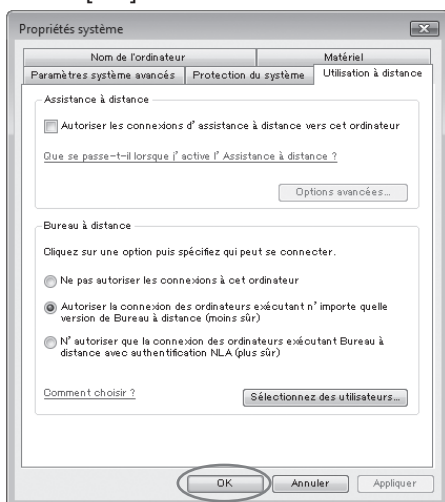 Propriétés système
Nom de l'ordinateur
Matériel
Paramètres système avancés
Protection du système
Utilisation à distance
Assistance à distance
Autoriser les connexions d'assistance à distance vers cet ordinateur
Que se passe-t-il lorsque j'active l'Assistance à distance ?
Options avancées...
Bureau à distance
Cliquez sur une option puis spécifiez qui peut se connecter.
Ne pas autoriser les connexions à cet ordinateur
Autoriser la connexion des ordinateurs exécutant n'importe quelle
version de Bureau à distance (moins sûr)
N'autoriser que la connexion des ordinateurs exécutant Bureau à
distance avec authentification NLA (plus sûr)
Comment choisir ?
Sélectionnez des utilisateurs...
OK
Annuler
Appliquer